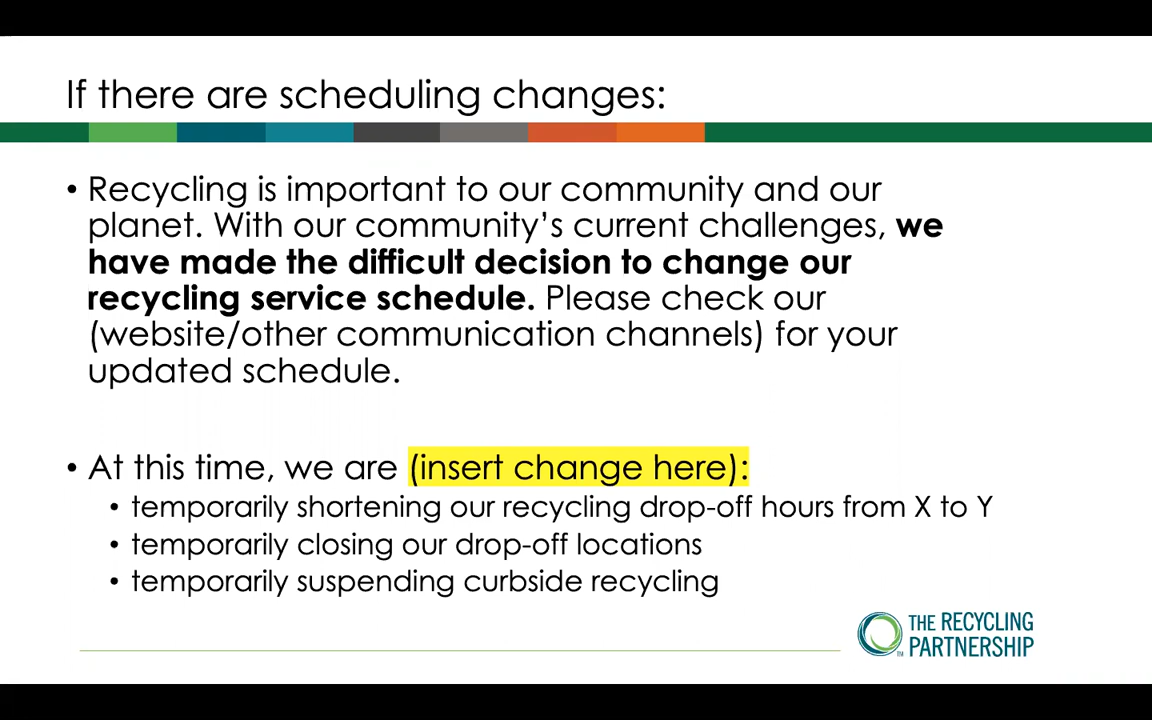 If there are scheduling changes:
• Recycling is important to our community and our
planet. With our community’s current challenges, we
have made the difficult decision to change our
recycling service schedule. Please check our
(website/other communication channels) for your
updated schedule.
• At this time, we are (insert change here):
• temporarily shortening our recycling drop-off hours from X to Y
• temporarily closing our drop-off locations
• temporarily suspending curbside recycling
THE RECYCLING
PARTNERSHIP
TM